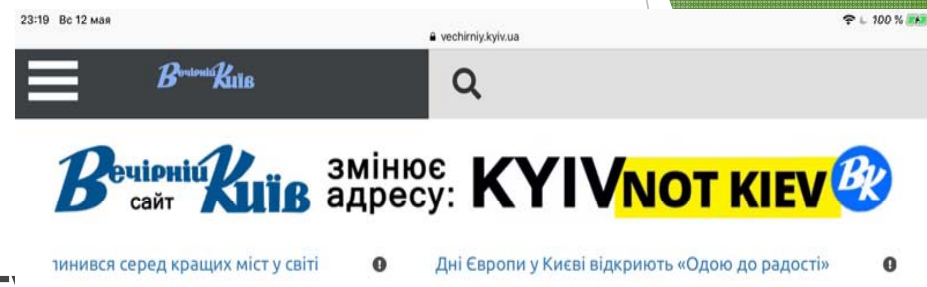 23:19 Вс 12 мая
100 %
vechirniy.kyiv.ua
Вечірній Київ
Вечірній Київ сайт
змінює адресу:
KYIV NOT KIEV
ВК
линився серед кращих міст у світі
Дні Європи у Києві відкриють «Одою до радості»